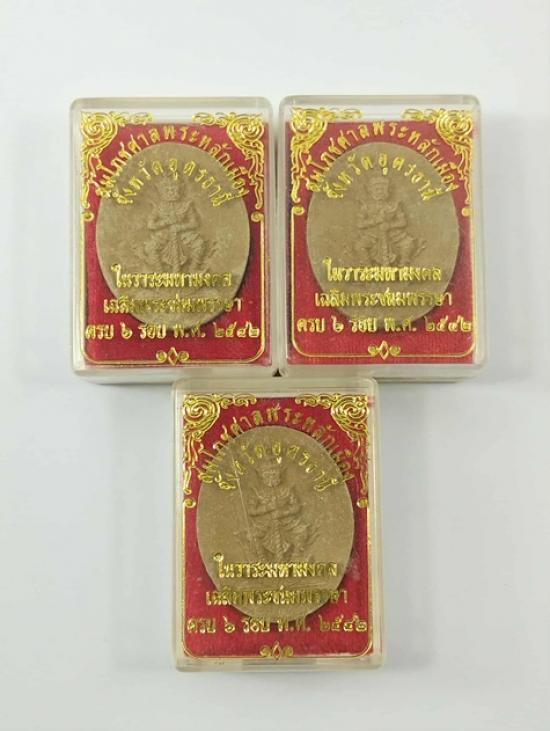 สมโภชศาลพระหลักเมือง
จังหวัดอุดรธานี
ในวาระมหามงคล
เฉลิมพระชนมพรรษา
ครบ ๖ รอบ พ.ศ. ๒๕๔๒
สมโภชศาลพระหลักเมือง
จังหวัดอุดรธานี
ในวาระมหามงคล
เฉลิมพระชนมพรรษา
ครบ ๖ รอบ พ.ศ. ๒๕๔๒
สมโภชศาลพระหลักเมือง
จังหวัดอุดรธานี
ในวาระมหามงคล
เฉลิมพระชนมพรรษา
ครบ ๖ รอบ พ.ศ. ๒๕๔๒